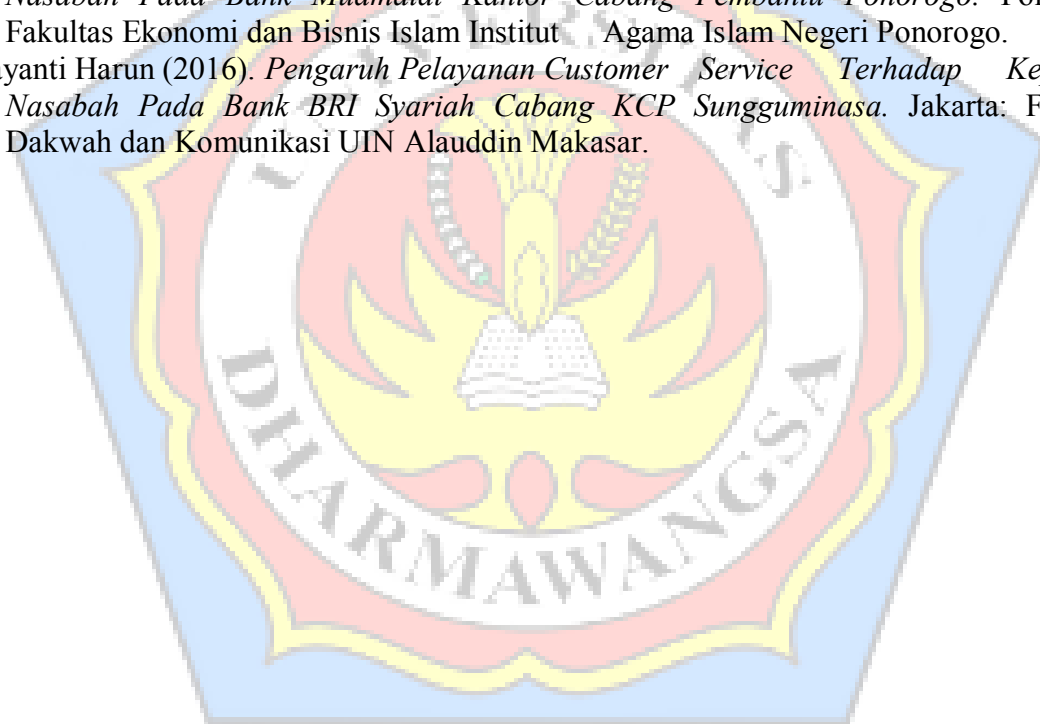 Nasabah Pada Bank Muamalat Kantor Cabang Pembantu Ponorogo.
Fakultas Ekonomi dan Bisnis Islam Institut Agama Islam Negeri Ponorogo.
yanti Harun (2016). Pengaruh Pelayanan Customer Service Terhadap
Nasabah Pada Bank BRI Syariah Cabang KCP Sungguminasa. Jakarta:
Dakwah dan Komunikasi UIN Alauddin Makasar.
DHARMAWANGSA